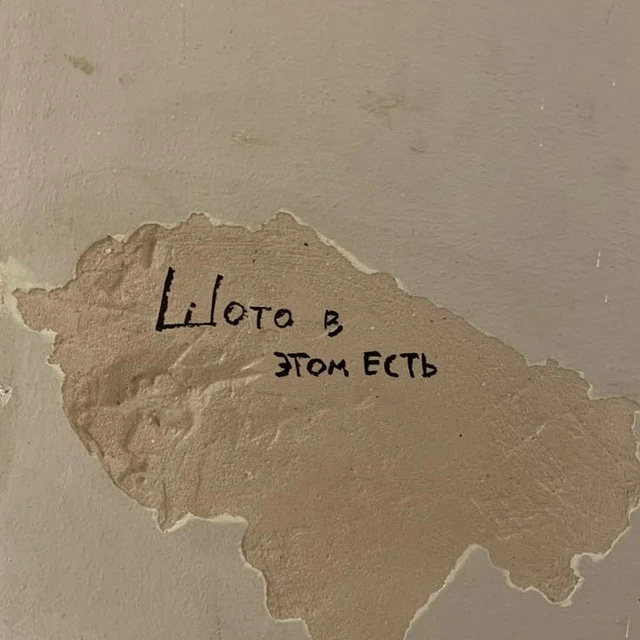 Шото в
этом есть